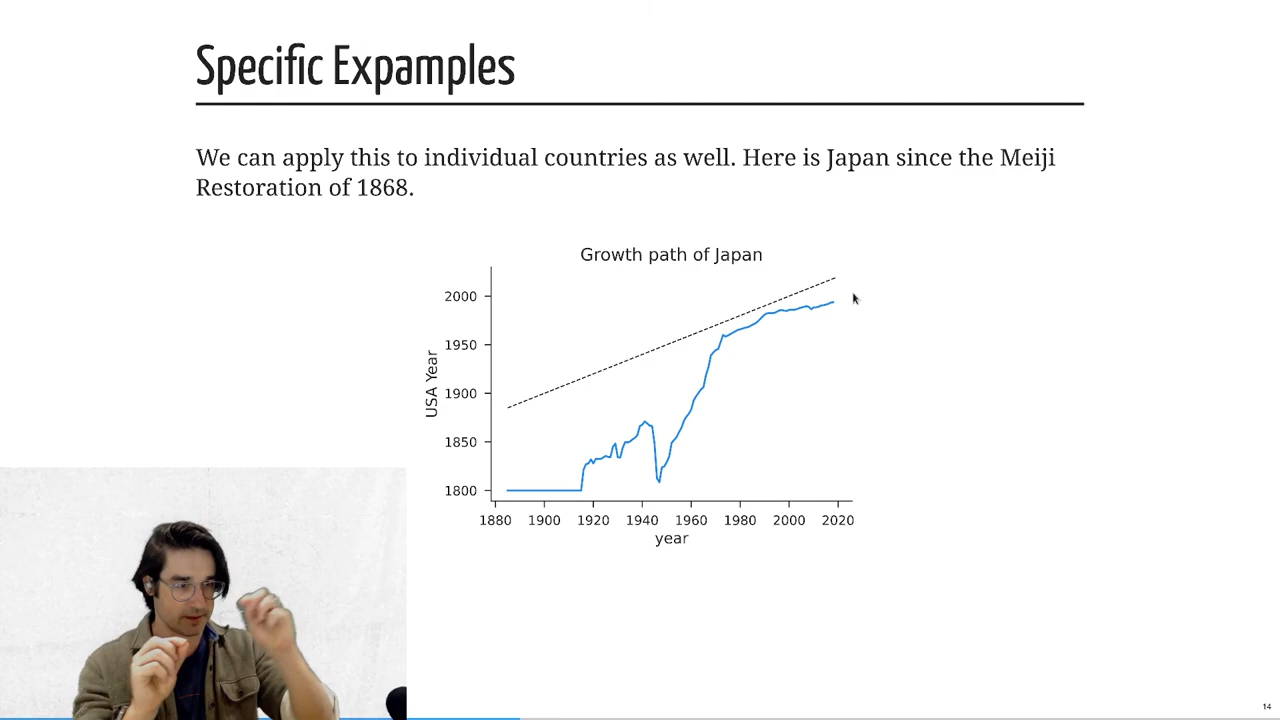 Specific Expamples
We can apply this to individual countries as well. Here is Japan since the Meiji
Restoration of 1868.
Growth path of Japan
2000
1950
1900
1850
1800
USA Year
1880 1900 1920 1940 1960 1980 2000 2020
year
14